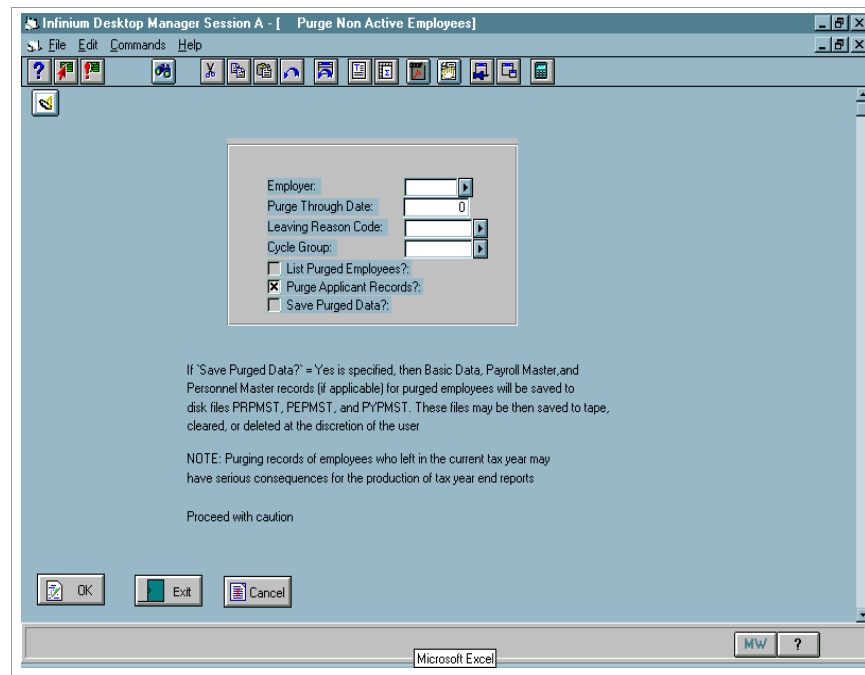 Infinium Desktop Manager Session A - [ Purge Non Active Employees]
File Edit Commands Help
Employer:
Purge Through Date: 0
Leaving Reason Code:
Cycle Group:
List Purged Employees?:
Purge Applicant Records?:
Save Purged Data?:
If `Save Purged Data?` = Yes is specified, then Basic Data, Payroll Master,and
Personnel Master records (if applicable) for purged employees will be saved to
disk files PRPMST, PEPMST, and PYPMST. These files may be then saved to tape,
cleared, or deleted at the discretion of the user
NOTE: Purging records of employees who left in the current tax year may
have serious consequences for the production of tax year end reports
Proceed with caution
OK Exit Cancel
MW ?
Microsoft Excel